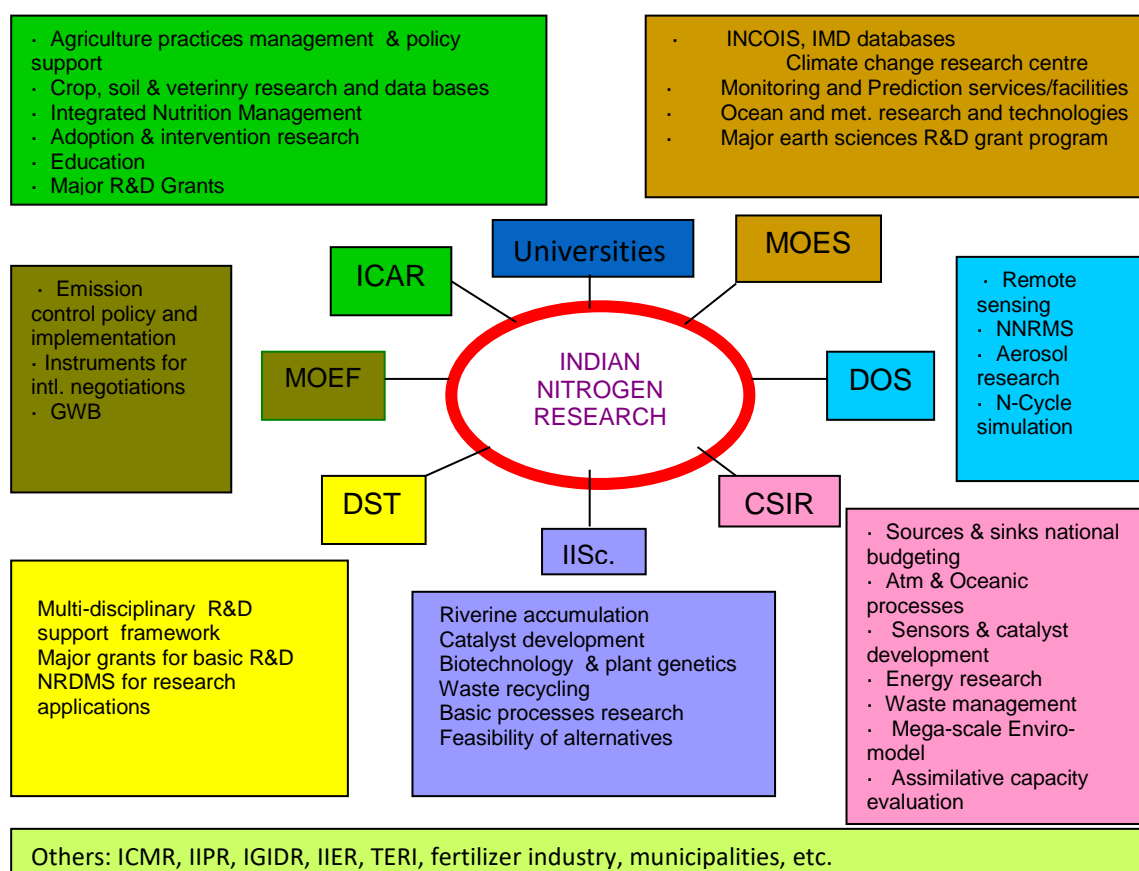 · Agriculture practices management & policy
support
· Crop, soil & veterinry research and data bases
· Integrated Nutrition Management
· Adoption & intervention research
· Education
· Major R&D Grants
· INCOIS, IMD databases
Climate change research centre
· Monitoring and Prediction services/facilities
· Ocean and met. research and technologies
· Major earth sciences R&D grant program
Universities
MOES
ICAR
· Emission
control policy and
implementation
· Instruments for
intl. negotiations
· GWB
MOEF
INDIAN
NITROGEN
RESEARCH
DOS
· Remote
sensing
· NNRMS
· Aerosol
research
· N-Cycle
simulation
DST
IISc.
CSIR
Multi-disciplinary R&D
support framework
Major grants for basic R&D
NRDMS for research
applications
Riverine accumulation
Catalyst development
Biotechnology & plant genetics
Waste recycling
Basic processes research
Feasibility of alternatives
· Sources & sinks national
budgeting
· Atm & Oceanic
processes
· Sensors & catalyst
development
· Energy research
· Waste management
· Mega-scale Enviro-
model
· Assimilative capacity
evaluation
Others: ICMR, IIPR, IGIDR, IIER, TERI, fertilizer industry, municipalities, etc.